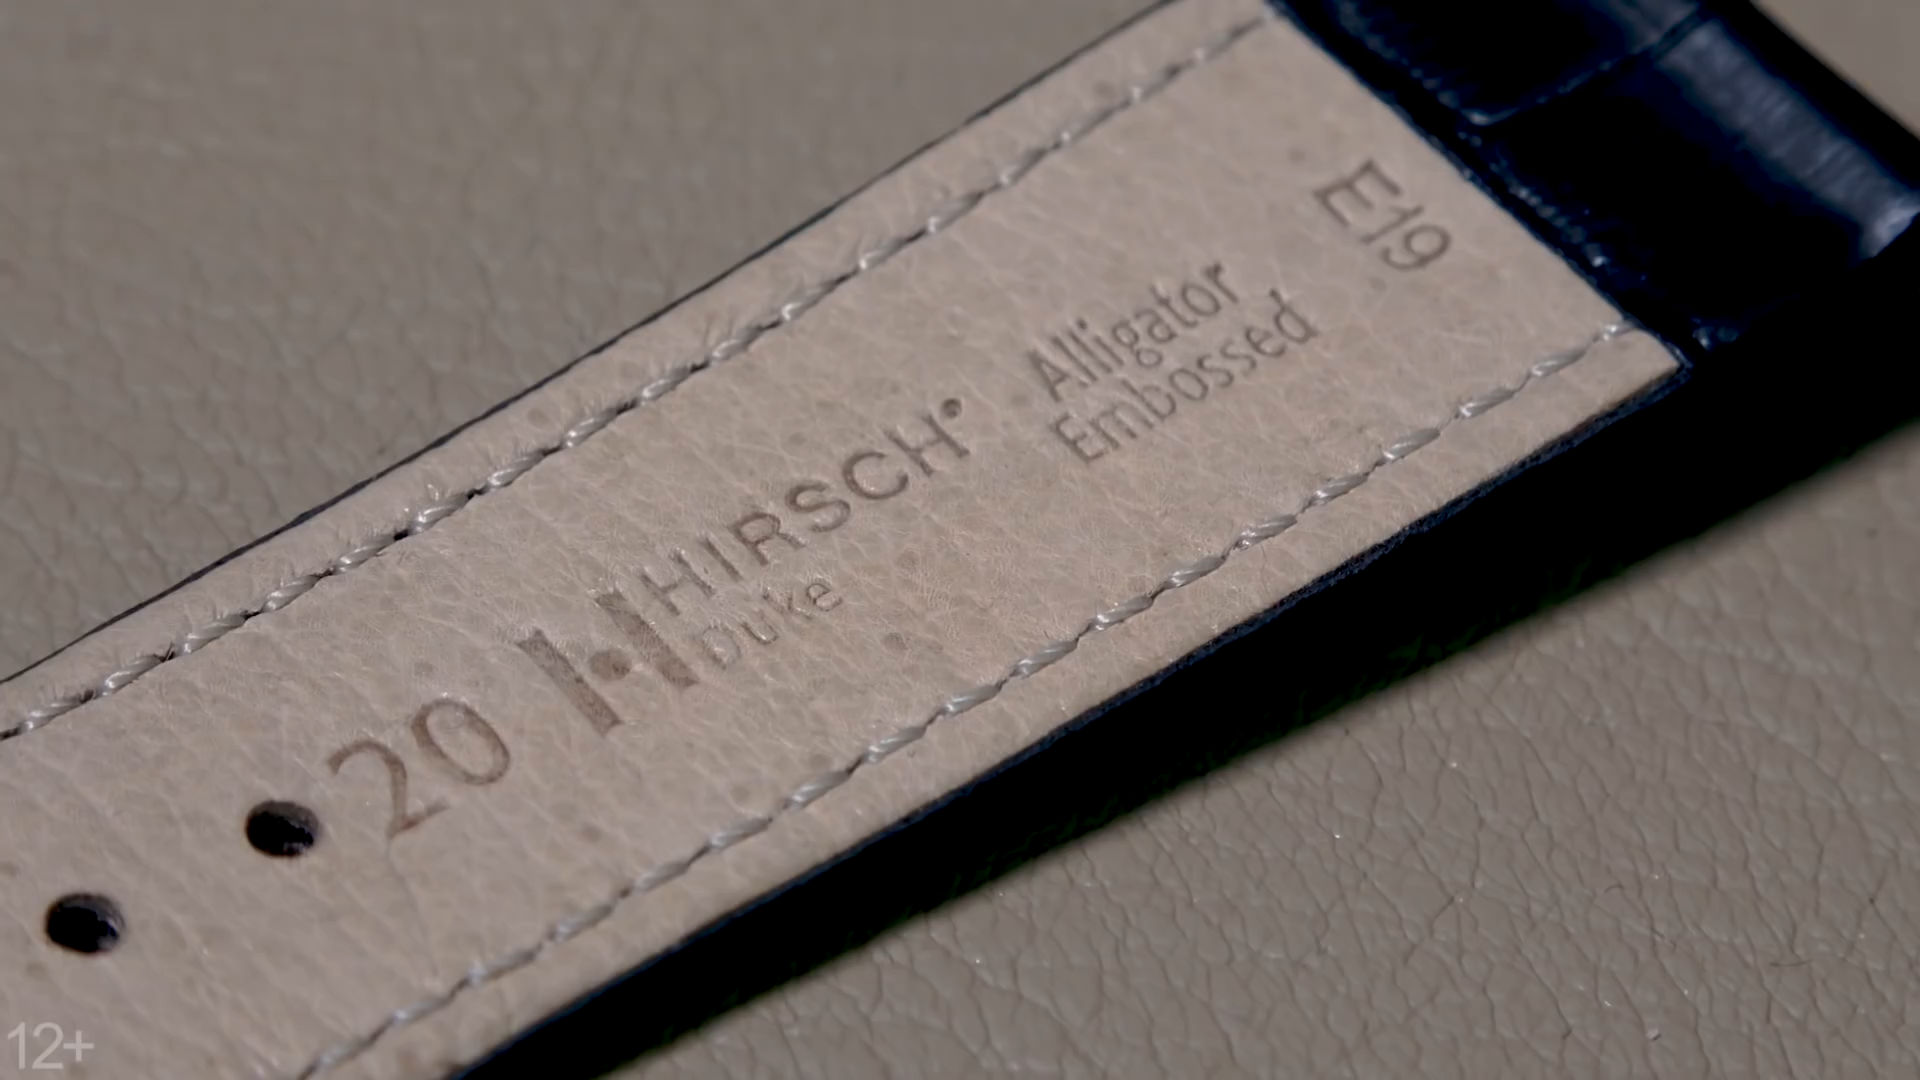 E19
Alligator
Embossed
HIRSCH
Duke
20
12+